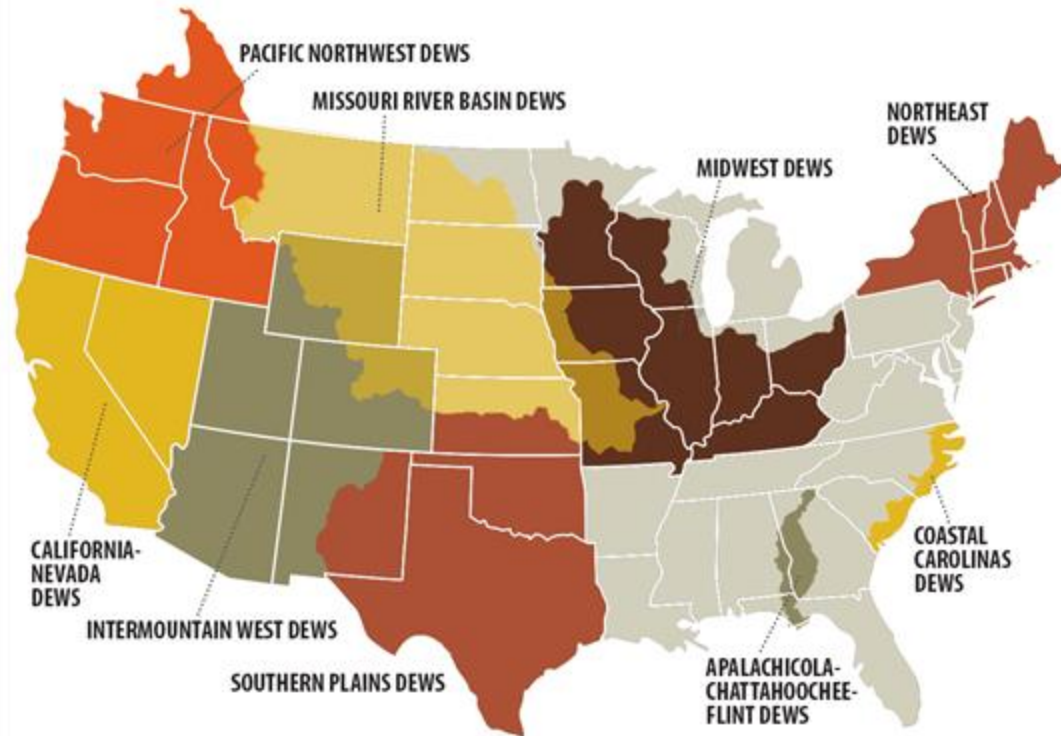 PACIFIC NORTHWEST DEWS
MISSOURI RIVER BASIN DEWS
NORTHEAST
DEWS
MIDWEST DEWS
CALIFORNIA-
NEVADA
DEWS
INTERMOUNTAIN WEST DEWS
SOUTHERN PLAINS DEWS
COASTAL
CAROLINAS
DEWS
APALACHICOLA-
CHATTAHOOCHEE-
FLINT DEWS